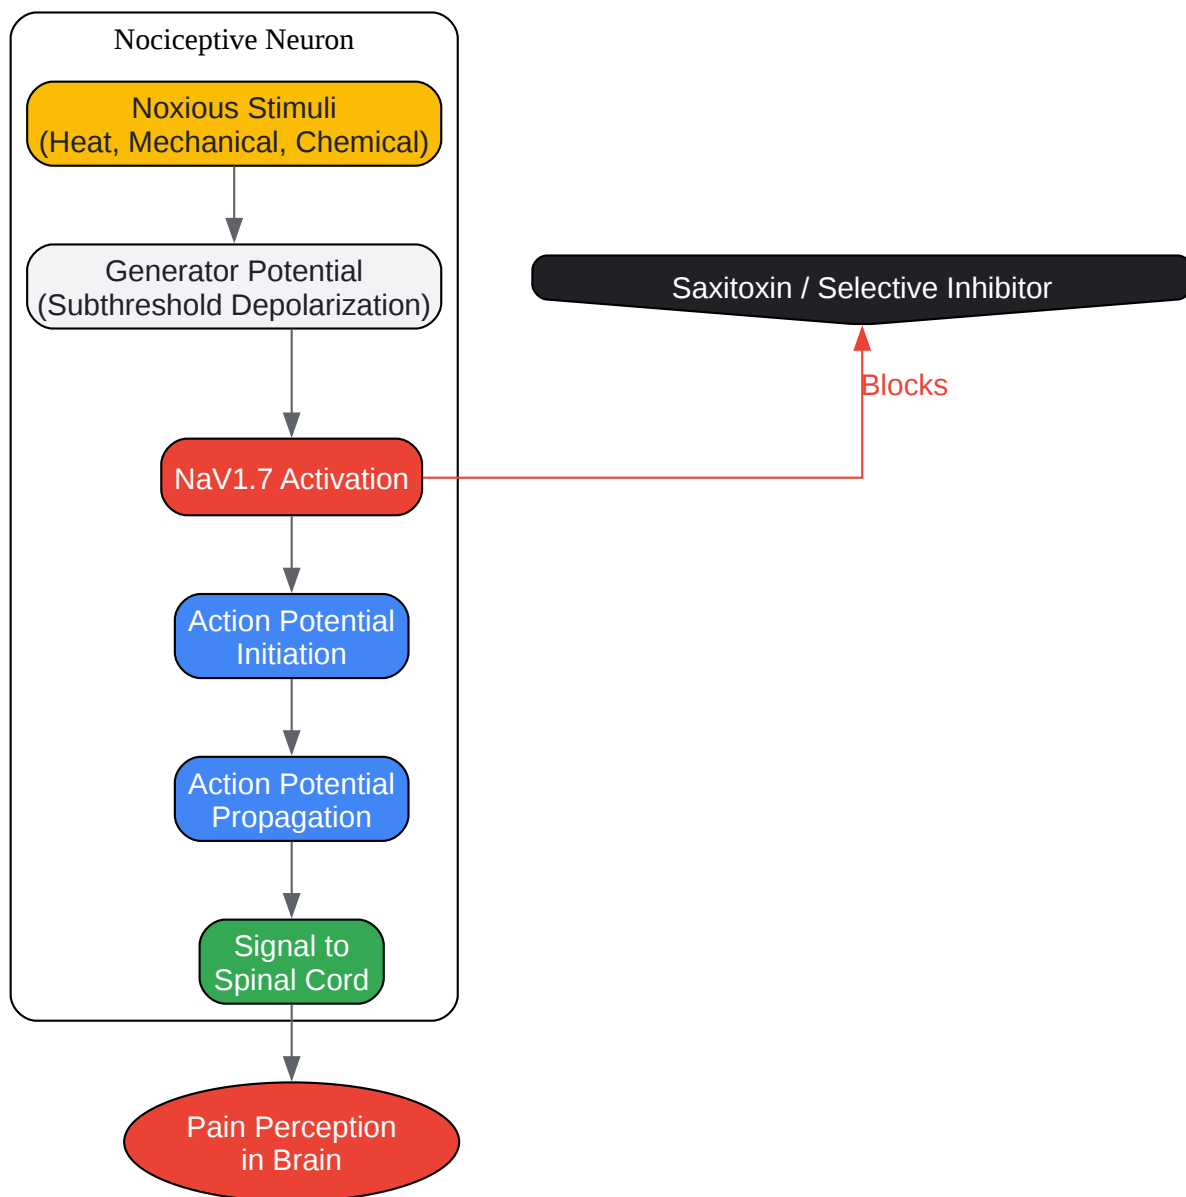 Nociceptive Neuron
Noxious Stimuli
(Heat, Mechanical, Chemical)
Generator Potential
(Subthreshold Depolarization)
Saxitoxin / Selective Inhibitor
Blocks
NaV1.7 Activation
Action Potential
Initiation
Action Potential
Propagation
Signal to
Spinal Cord
Pain Perception
in Brain